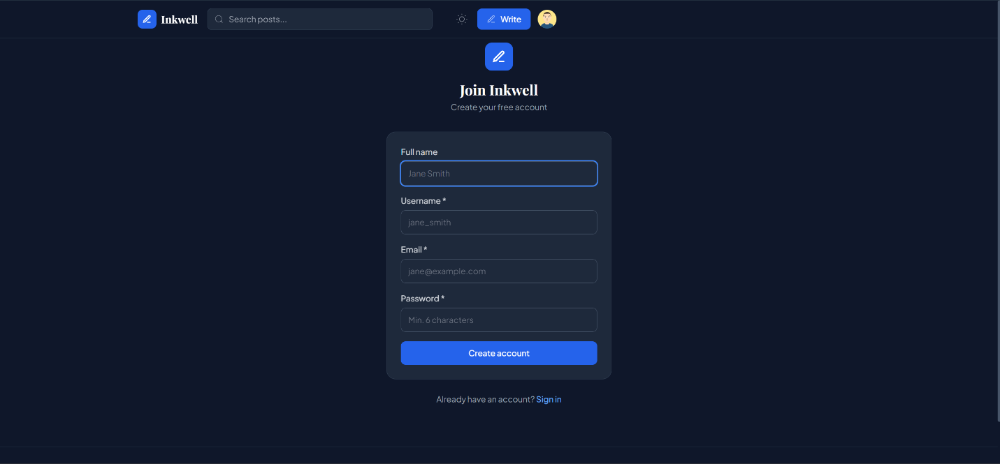 Inkwell
Search posts...
Write
Join Inkwell
Create your free account
Full name
Jane Smith
Username *
jane_smith
Email *
jane@example.com
Password *
Min. 6 characters
Create account
Already have an account? Sign in